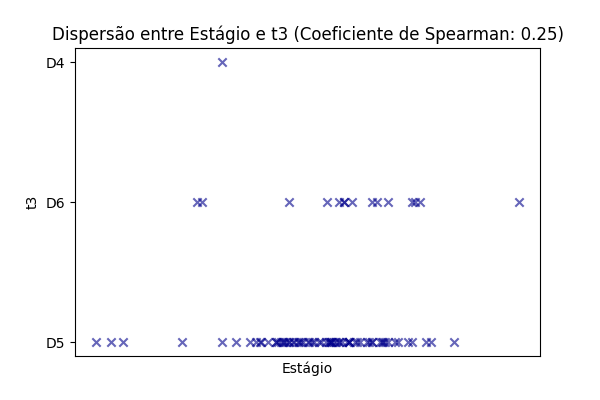 Dispersão entre Estágio e t3 (Coeficiente de Spearman: 0.25)
D4
t3
D6
D5
Estágio